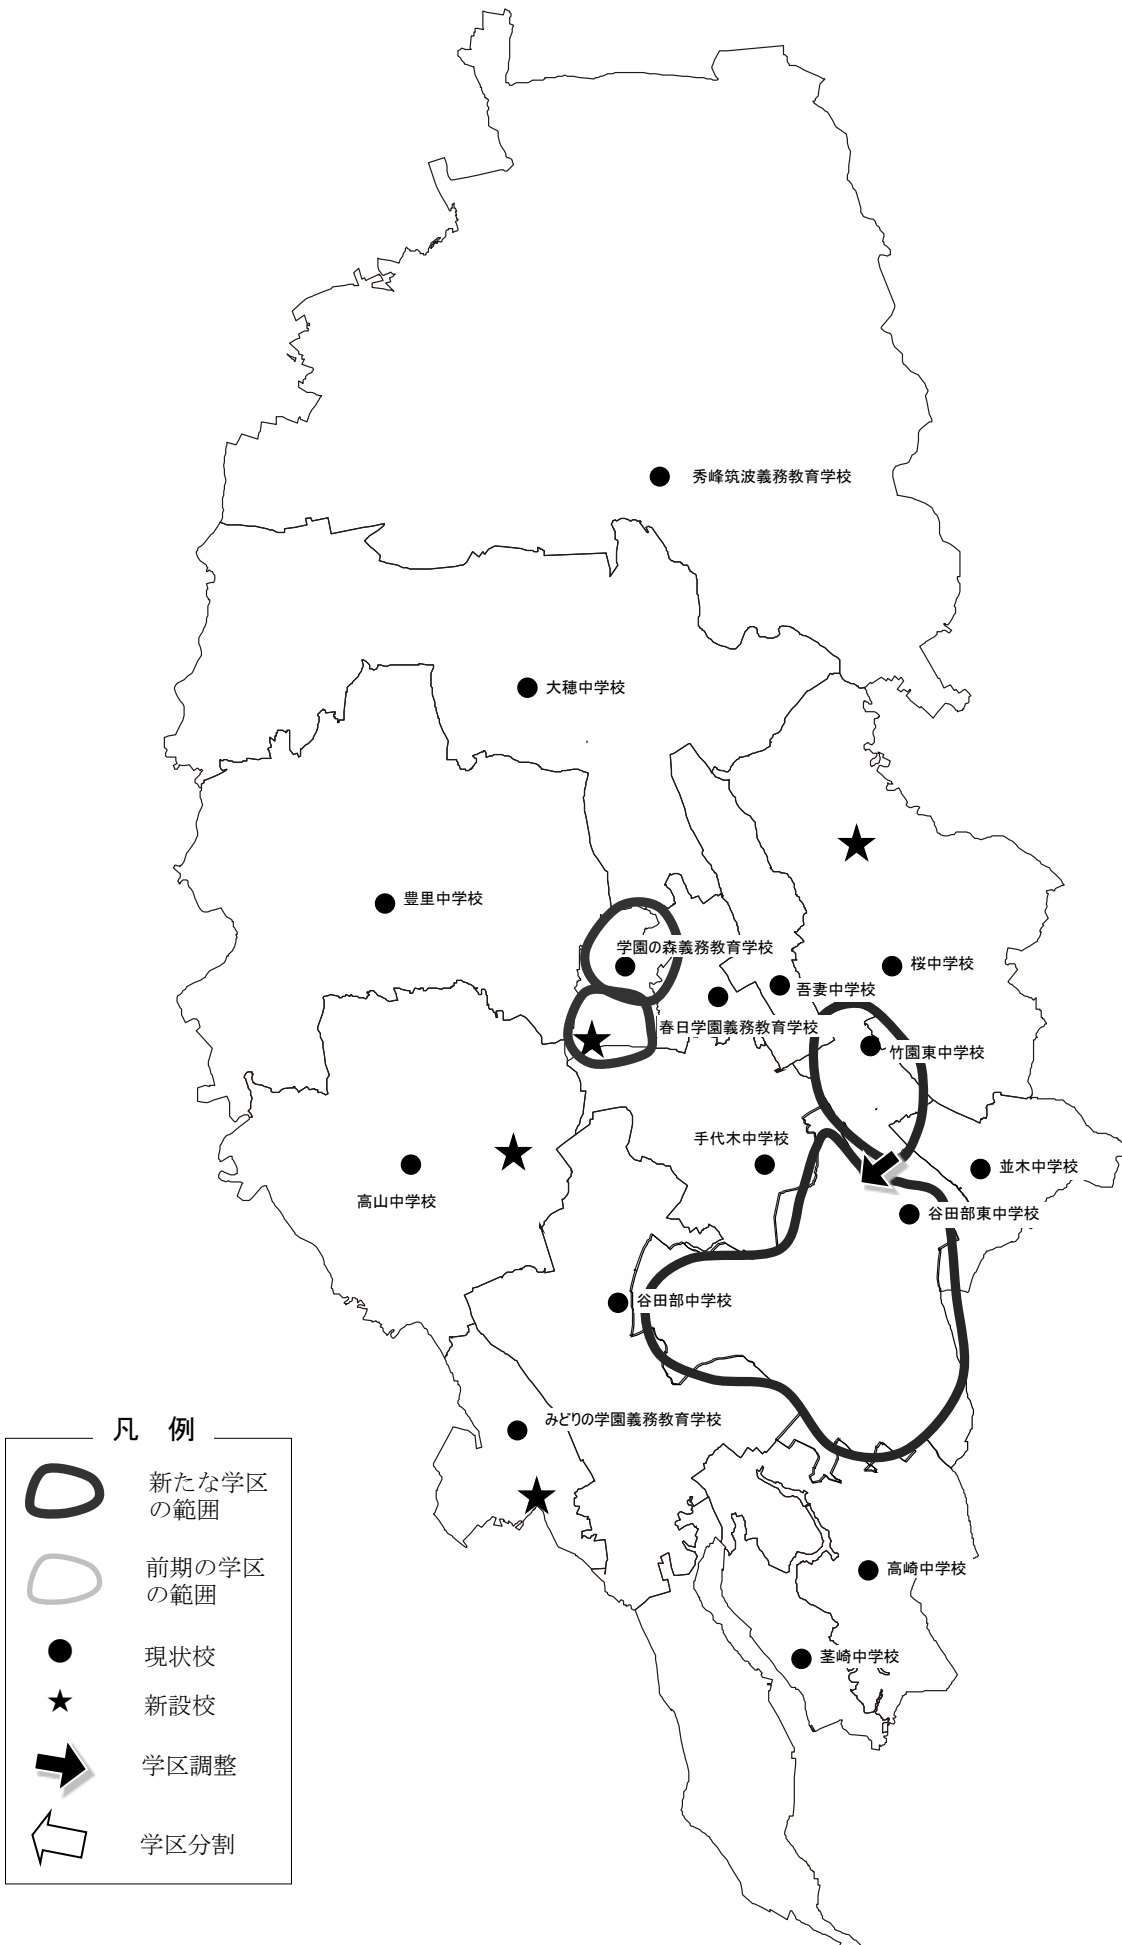 秀峰筑波義務教育学校
大穂中学校
豊里中学校
学園の森義務教育学校
桜中学校
吾妻中学校
春日学園義務教育学校
竹園東中学校
手代木中学校
並木中学校
高山中学校
谷田部東中学校
谷田部中学校
みどりの学園義務教育学校
高崎中学校
茎崎中学校
凡 例
新たな学区
の範囲
前期の学区
の範囲
現状校
新設校
学区調整
学区分割